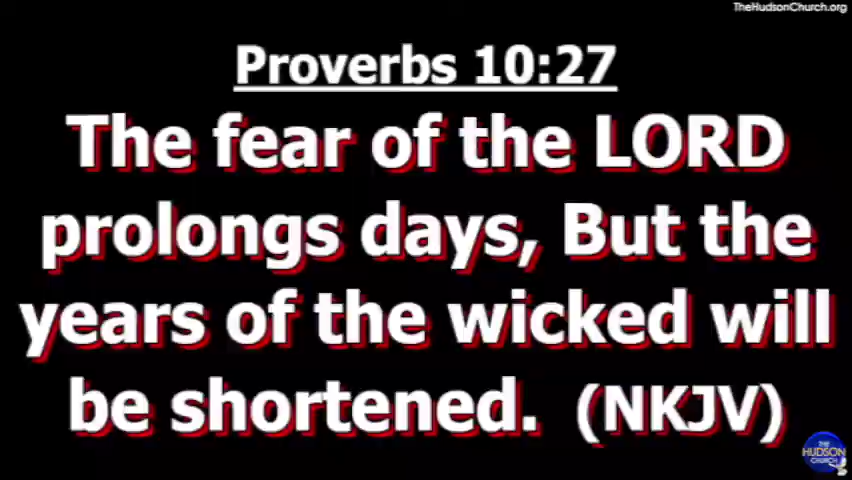 TheHudsonChurch.org
Proverbs 10:27
The fear of the LORD
prolongs days, But the
years of the wicked will
be shortened. (NKJV)
THE
HUDSON
CHURCH